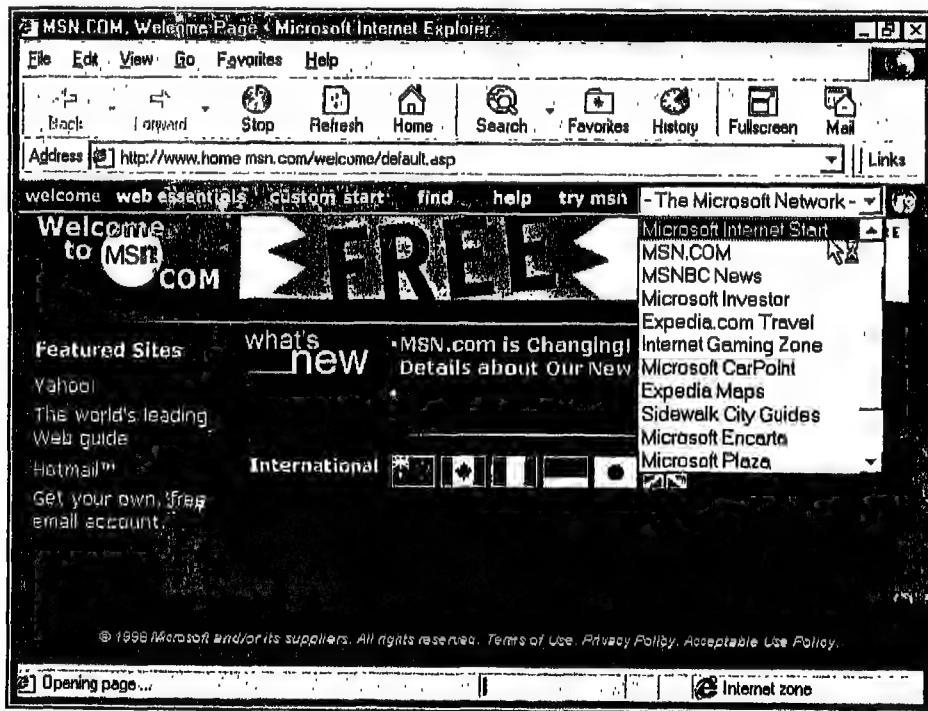 MSN.COM, Welcome Page - Microsoft Internet Explorer
File Edit View Go Favorites Help
Back Forward Stop Refresh Home Search Favorites History Fullscreen Mail
Address http://www.home msn.com/welcome/default.asp Links
welcome web essentials custom start find help try msn - The Microsoft Network -
Welcome to msn .COM
FREE
Microsoft Internet Start
MSN.COM
MSNBC News
Microsoft Investor
Expedia.com Travel
Internet Gaming Zone
Microsoft CarPoint
Expedia Maps
Sidewalk City Guides
Microsoft Encarta
Microsoft Plaza
Featured Sites
Yahoo!
The world's leading
Web guide
Hotmail™
Get your own, free
email account.
what's
new
MSN.com is Changing!
Details about Our New
International
© 1998 Microsoft and/or its suppliers. All rights reserved. Terms of Use. Privacy Policy. Acceptable Use Policy.
Opening page... Internet zone